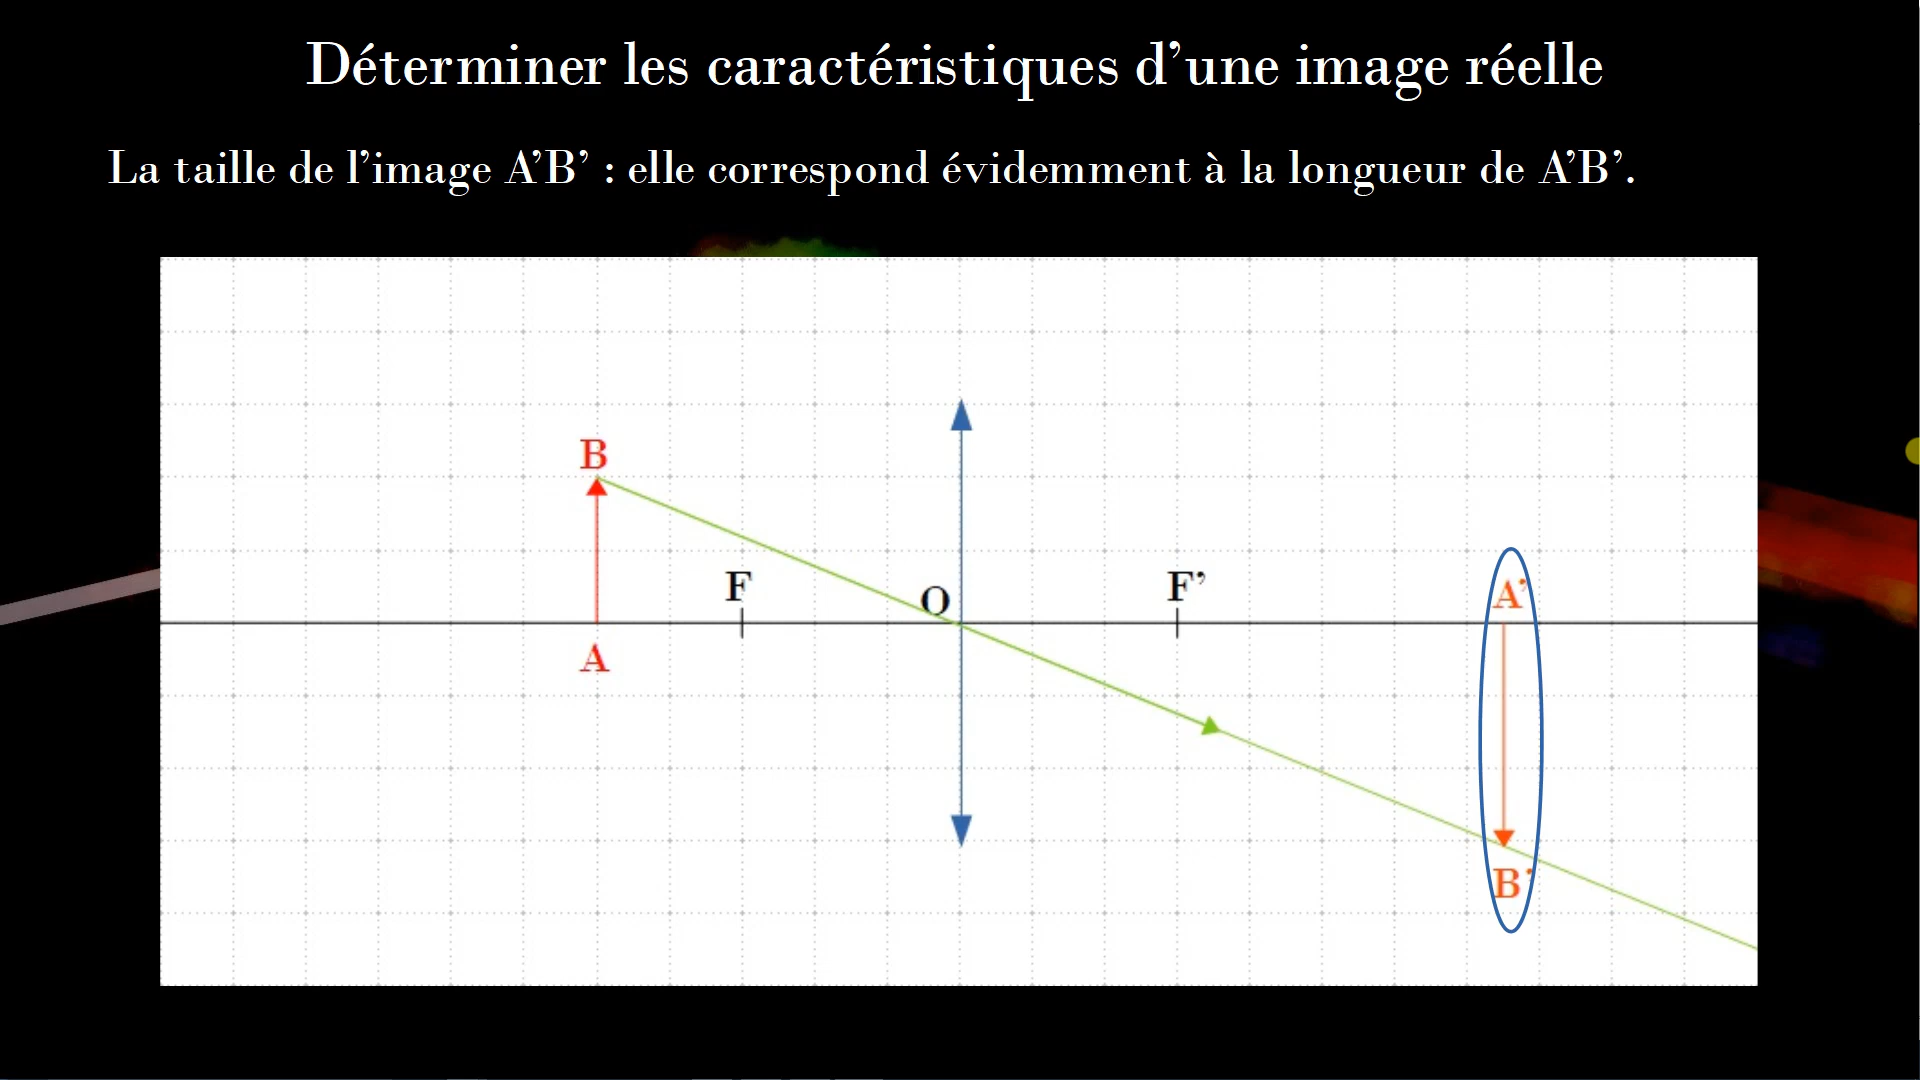 Déterminer les caractéristiques d’une image réelle
La taille de l’image A’B’ : elle correspond évidemment à la longueur de A’B’.
B
F
O
F’
A’
A
B’